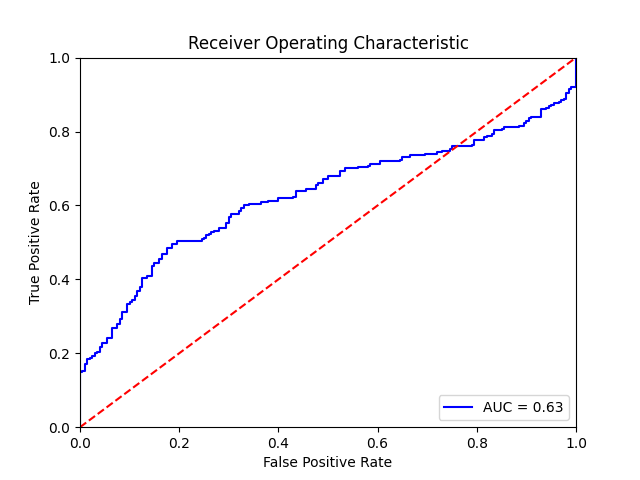 Receiver Operating Characteristic
1.0
0.8
0.6
0.4
0.2
0.0
True Positive Rate
0.0 0.2 0.4 0.6 0.8 1.0
False Positive Rate
AUC = 0.63